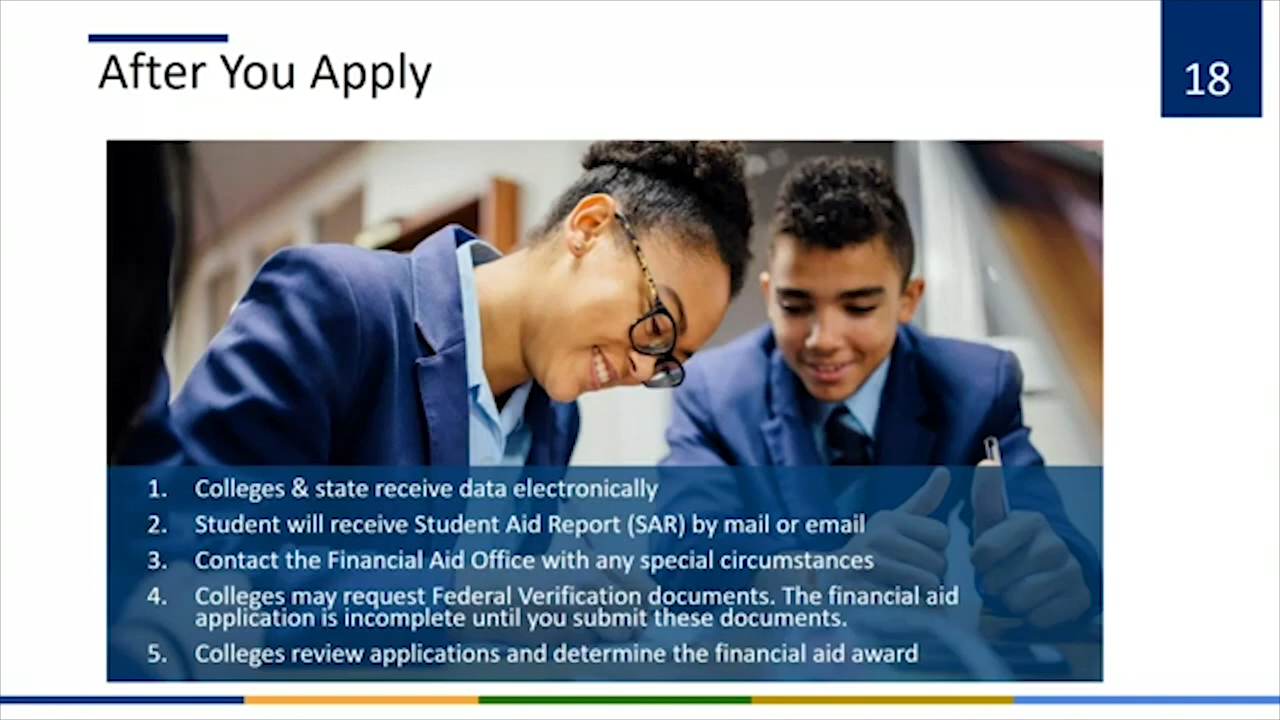 After You Apply
18
1. Colleges & state receive data electronically
2. Student will receive Student Aid Report (SAR) by mail or email
3. Contact the Financial Aid Office with any special circumstances
4. Colleges may request Federal Verification documents. The financial aid
application is incomplete until you submit these documents.
5. Colleges review applications and determine the financial aid award